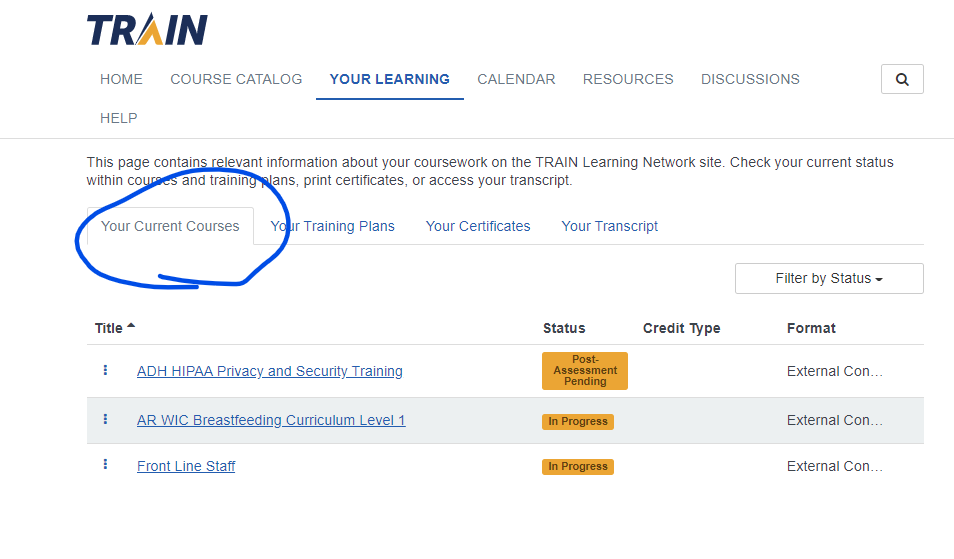 TRAIN
HOME COURSE CATALOG YOUR LEARNING CALENDAR RESOURCES DISCUSSIONS
HELP
This page contains relevant information about your coursework on the TRAIN Learning Network site. Check your current status
within courses and training plans, print certificates, or access your transcript.
Your Current Courses Your Training Plans Your Certificates Your Transcript
Filter by Status
Title Status Credit Type Format
ADH HIPAA Privacy and Security Training Post-
Assessment
Pending External Con…
AR WIC Breastfeeding Curriculum Level 1 In Progress External Con…
Front Line Staff In Progress External Con…